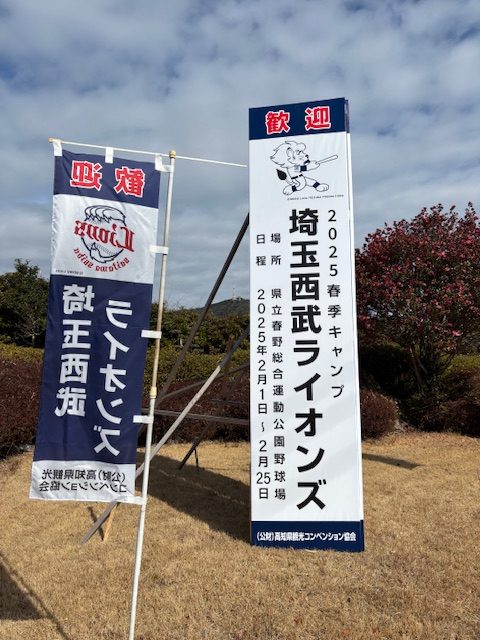 歓迎
Lions
saitama seibu
埼玉西武
ライオンズ
(公財)高知県観光
コンベンション協会
歓迎
2025春季キャンプ
埼玉西武ライオンズ
場所 県立春野総合運動公園野球場
日程 2025年2月1日～2月25日
(公財)高知県観光コンベンション協会